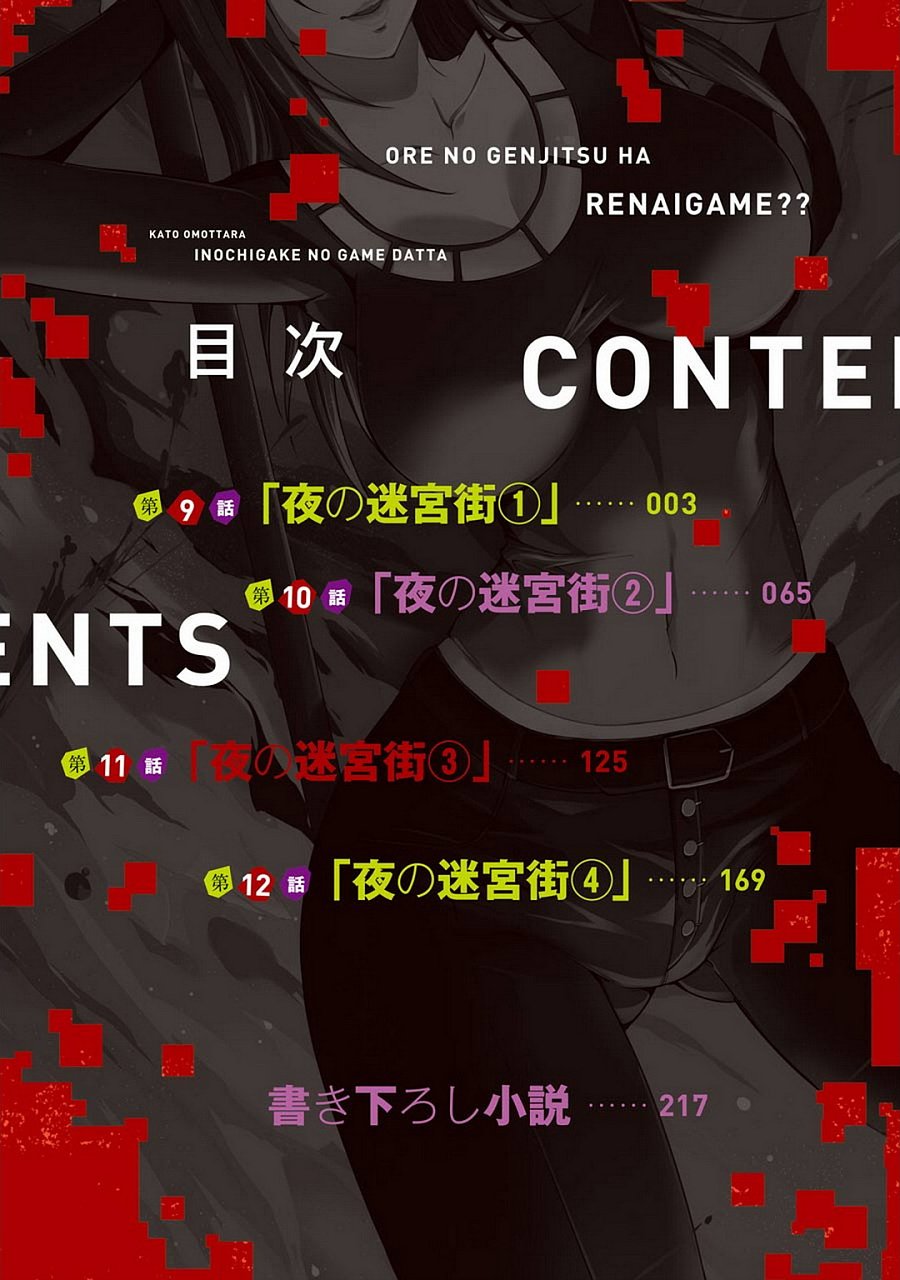 ORE NO GENJITSU HA
RENAIGAME??
KATO OMOTTARA
INOCHIGAKE NO GAME DATTA
目次
CONTE
第9話「夜の迷宮街①」…… 003
第10話「夜の迷宮街②」…… 065
ENTS
第11話「夜の迷宮街③」…… 125
第12話「夜の迷宮街④」…… 169
書き下ろし小説 …… 217